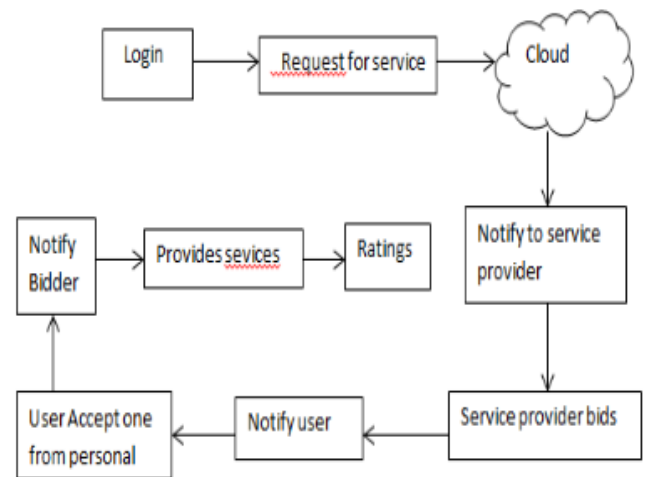 Login
Request for service
Cloud
Notify to service
provider
Service provider bids
Notify user
User Accept one
from personal
Notify
Bidder
Provides sevices
Ratings